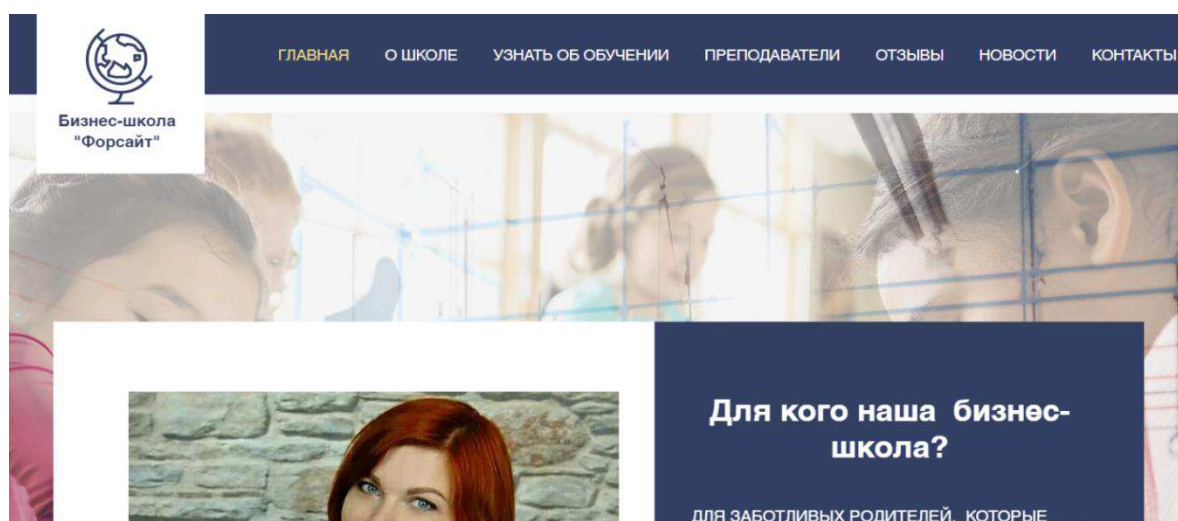 ГЛАВНАЯ О ШКОЛЕ УЗНАТЬ ОБ ОБУЧЕНИИ ПРЕПОДАВАТЕЛИ ОТЗЫВЫ НОВОСТИ КОНТАКТЫ
Бизнес-школа
"Форсайт"
Для кого наша бизнес-
школа?
ДЛЯ ЗАБОТЛИВЫХ РОДИТЕЛЕЙ, КОТОРЫЕ